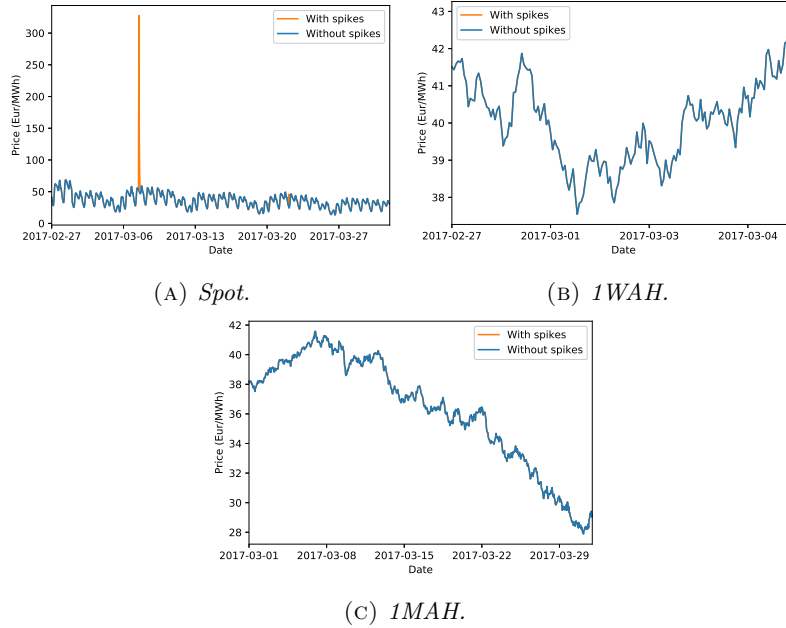 With spikes
Without spikes
300
250
200
150
100
50
0
Price (Eur/MWh)
2017-02-27 2017-03-06 2017-03-13 2017-03-20 2017-03-27
Date
(A) Spot.
With spikes
Without spikes
43
42
41
40
39
38
Price (Eur/MWh)
2017-02-27 2017-03-01 2017-03-03 2017-03-04
Date
(B) 1WAH.
With spikes
Without spikes
42
40
38
36
34
32
30
28
Price (Eur/MWh)
2017-03-01 2017-03-08 2017-03-15 2017-03-22 2017-03-29
Date
(C) 1MAH.